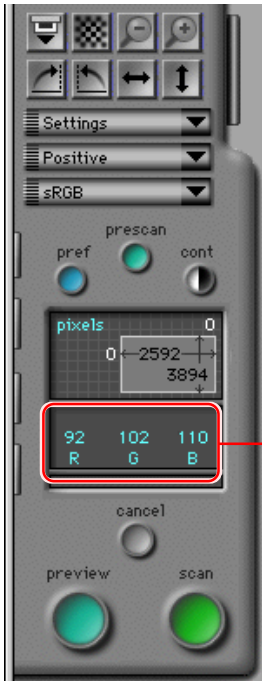 Settings
Positive
sRGB
prescan
pref
cont
pixels 0
0 2592
3894
92 102 110
R G B
cancel
preview scan